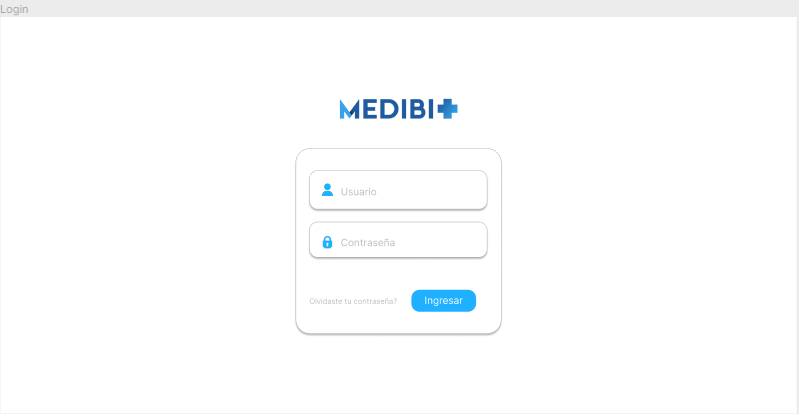 Login
MEDIBI
Usuario
Contraseña
Olvidaste tu contraseña?
Ingresar